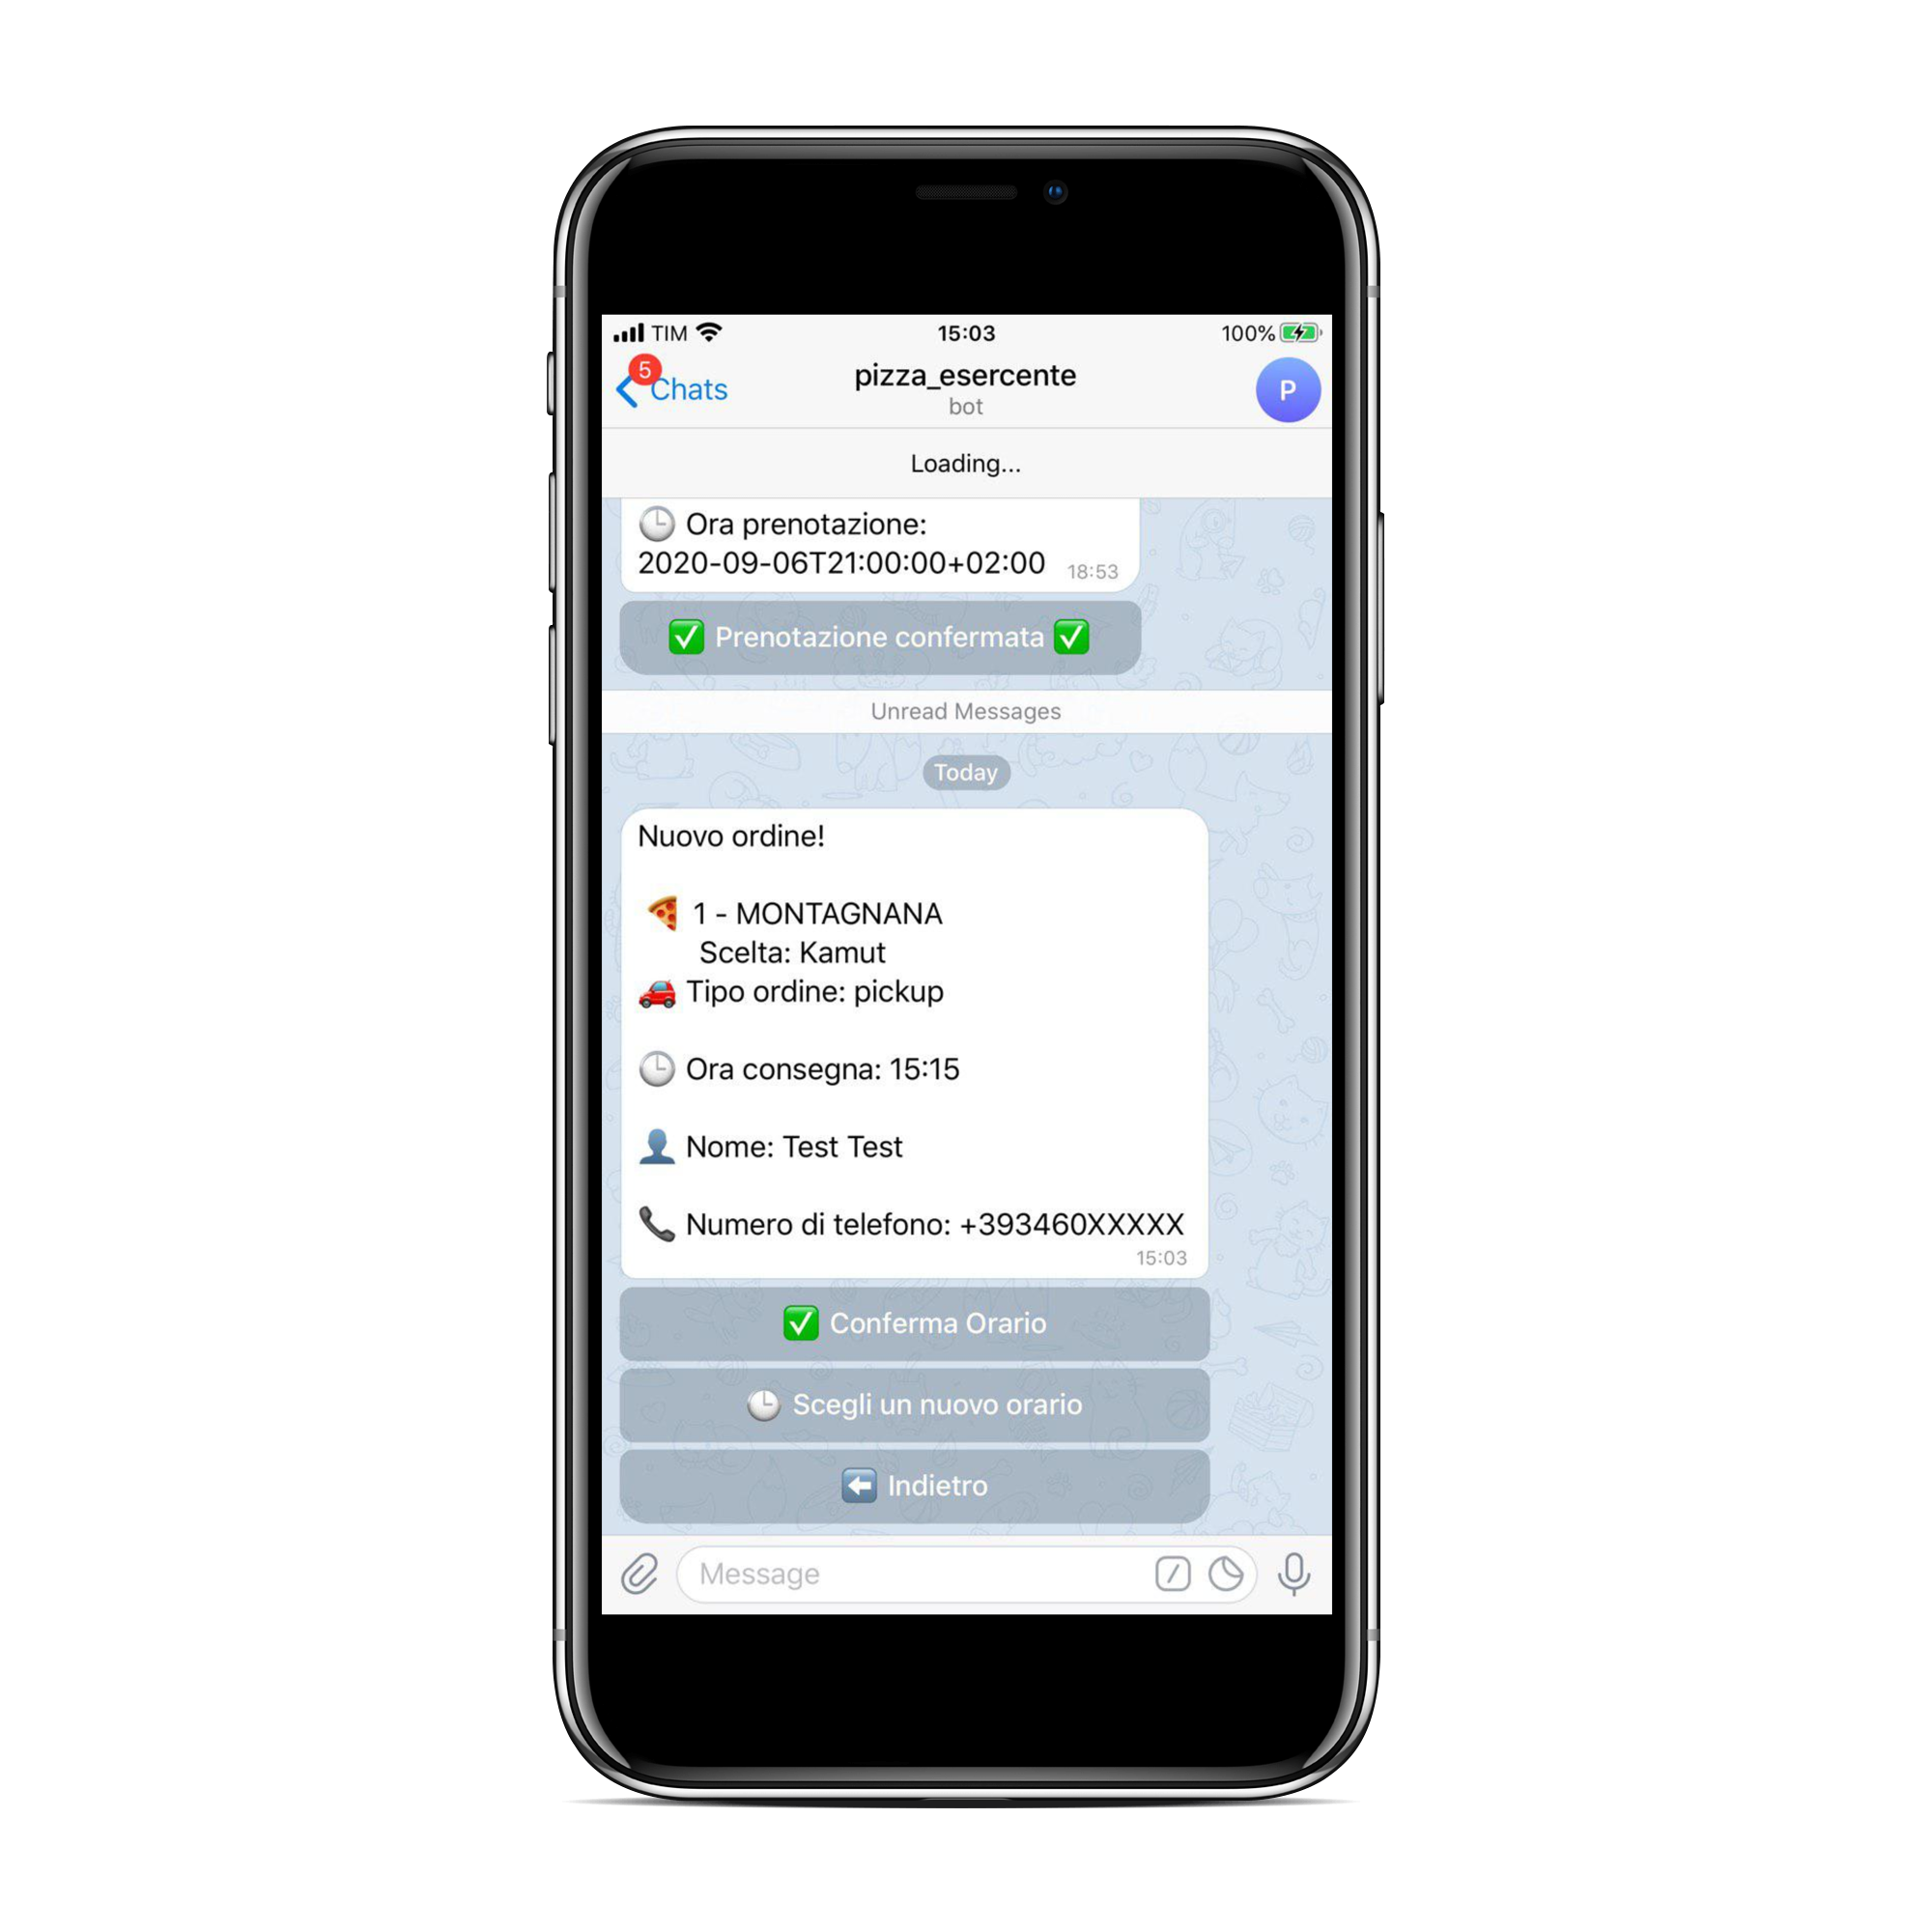 TIM 15:03 100%
5
Chats pizza_esercente P
bot
Loading...
🕒 Ora prenotazione:
2020-09-06T21:00:00+02:00 18:53
✅ Prenotazione confermata ✅
Unread Messages
Today
Nuovo ordine!
🍕 1 - MONTAGNANA
Scelta: Kamut
🚗 Tipo ordine: pickup
🕒 Ora consegna: 15:15
👤 Nome: Test Test
📞 Numero di telefono: +393460XXXXX
15:03
✅ Conferma Orario
🕒 Scegli un nuovo orario
⬅️ Indietro
Message